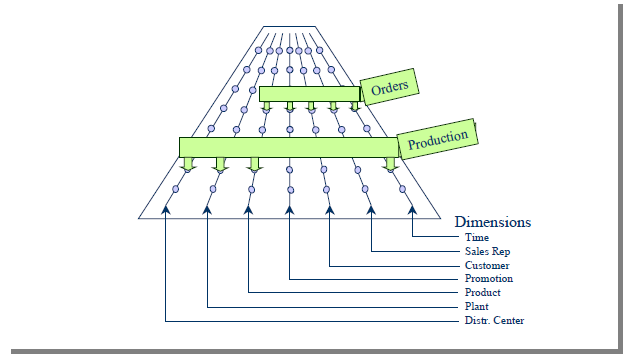 Orders
Production
Dimensions
Time
Sales Rep
Customer
Promotion
Product
Plant
Distr. Center